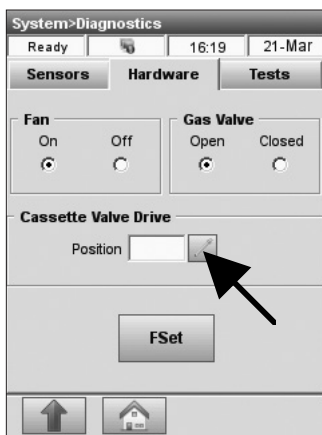 System>Diagnostics
Ready 16:19 21-Mar
Sensors Hardware Tests
Fan Gas Valve
On Off Open Closed
Cassette Valve Drive
Position
FSet